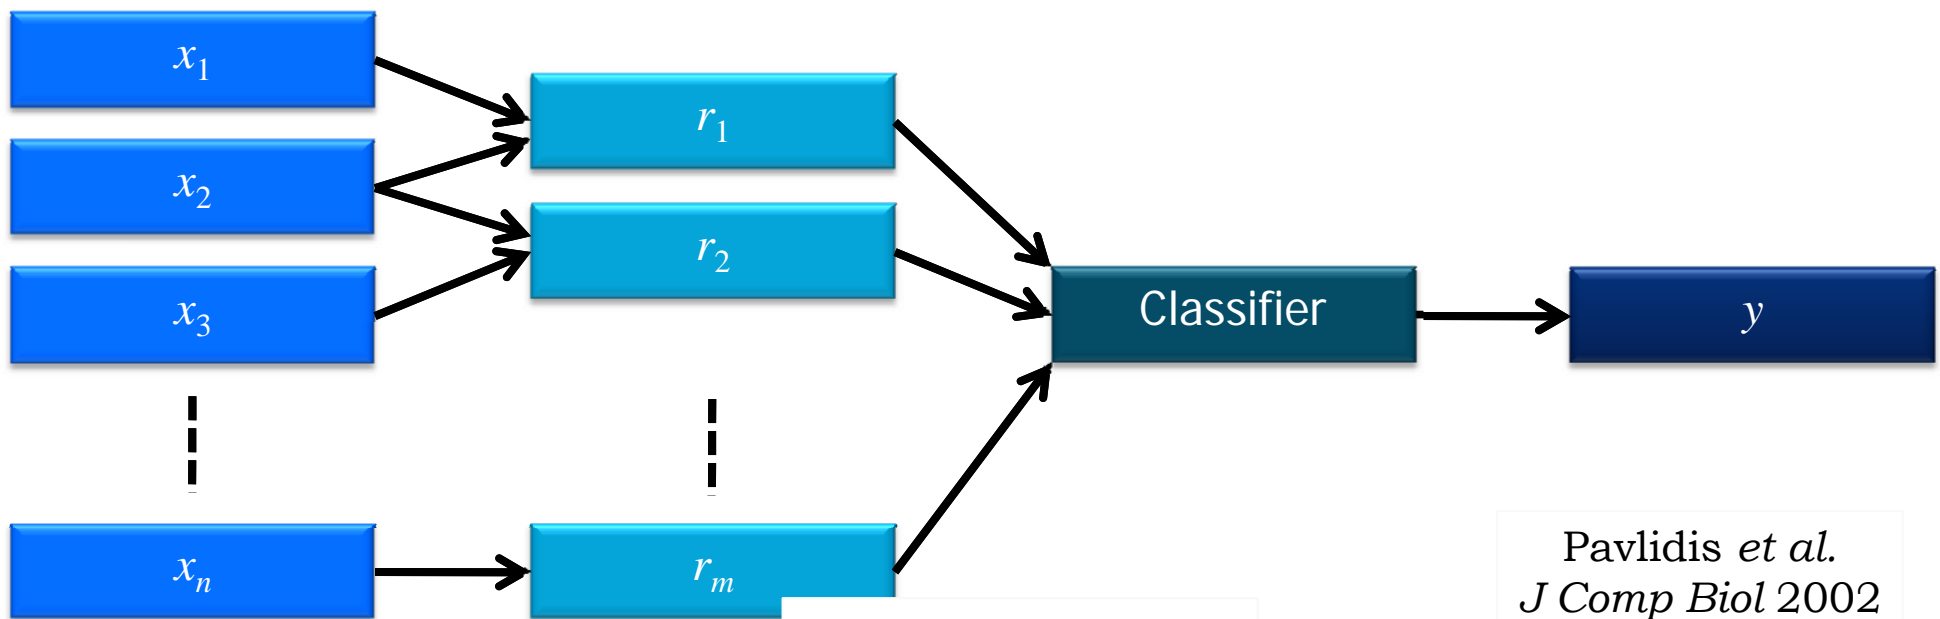 x₁
x₂
x₃
xₙ
r₁
r₂
rₘ
Classifier
y
Pavlidis et al.
J Comp Biol 2002